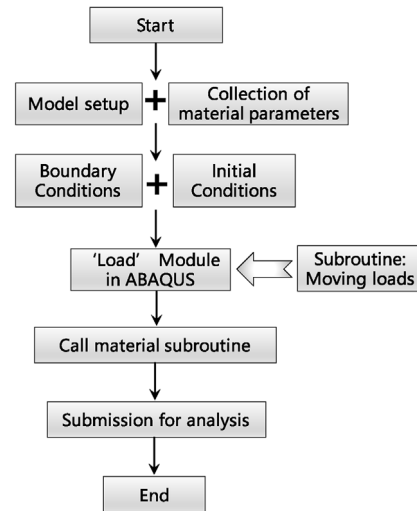 Start
Model setup
+
Collection of
material parameters
Boundary
Conditions
+
Initial
Conditions
'Load' Module
in ABAQUS
Subroutine:
Moving loads
Call material subroutine
Submission for analysis
End